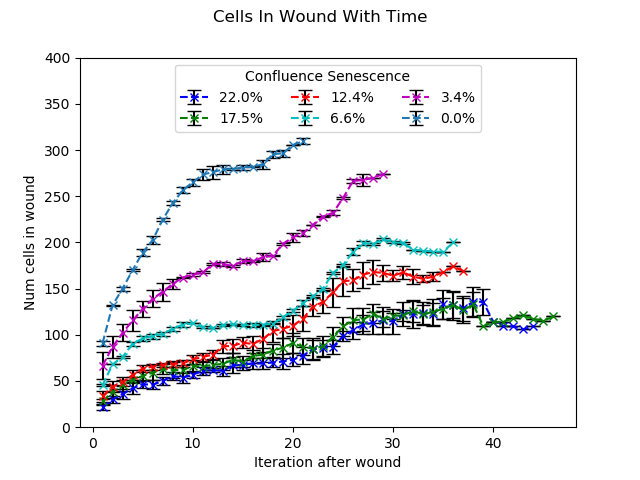 Cells In Wound With Time
400
350
300
250
200
150
100
50
0
Num cells in wound
Confluence Senescence
22.0% 12.4% 3.4%
17.5% 6.6% 0.0%
0 10 20 30 40
Iteration after wound